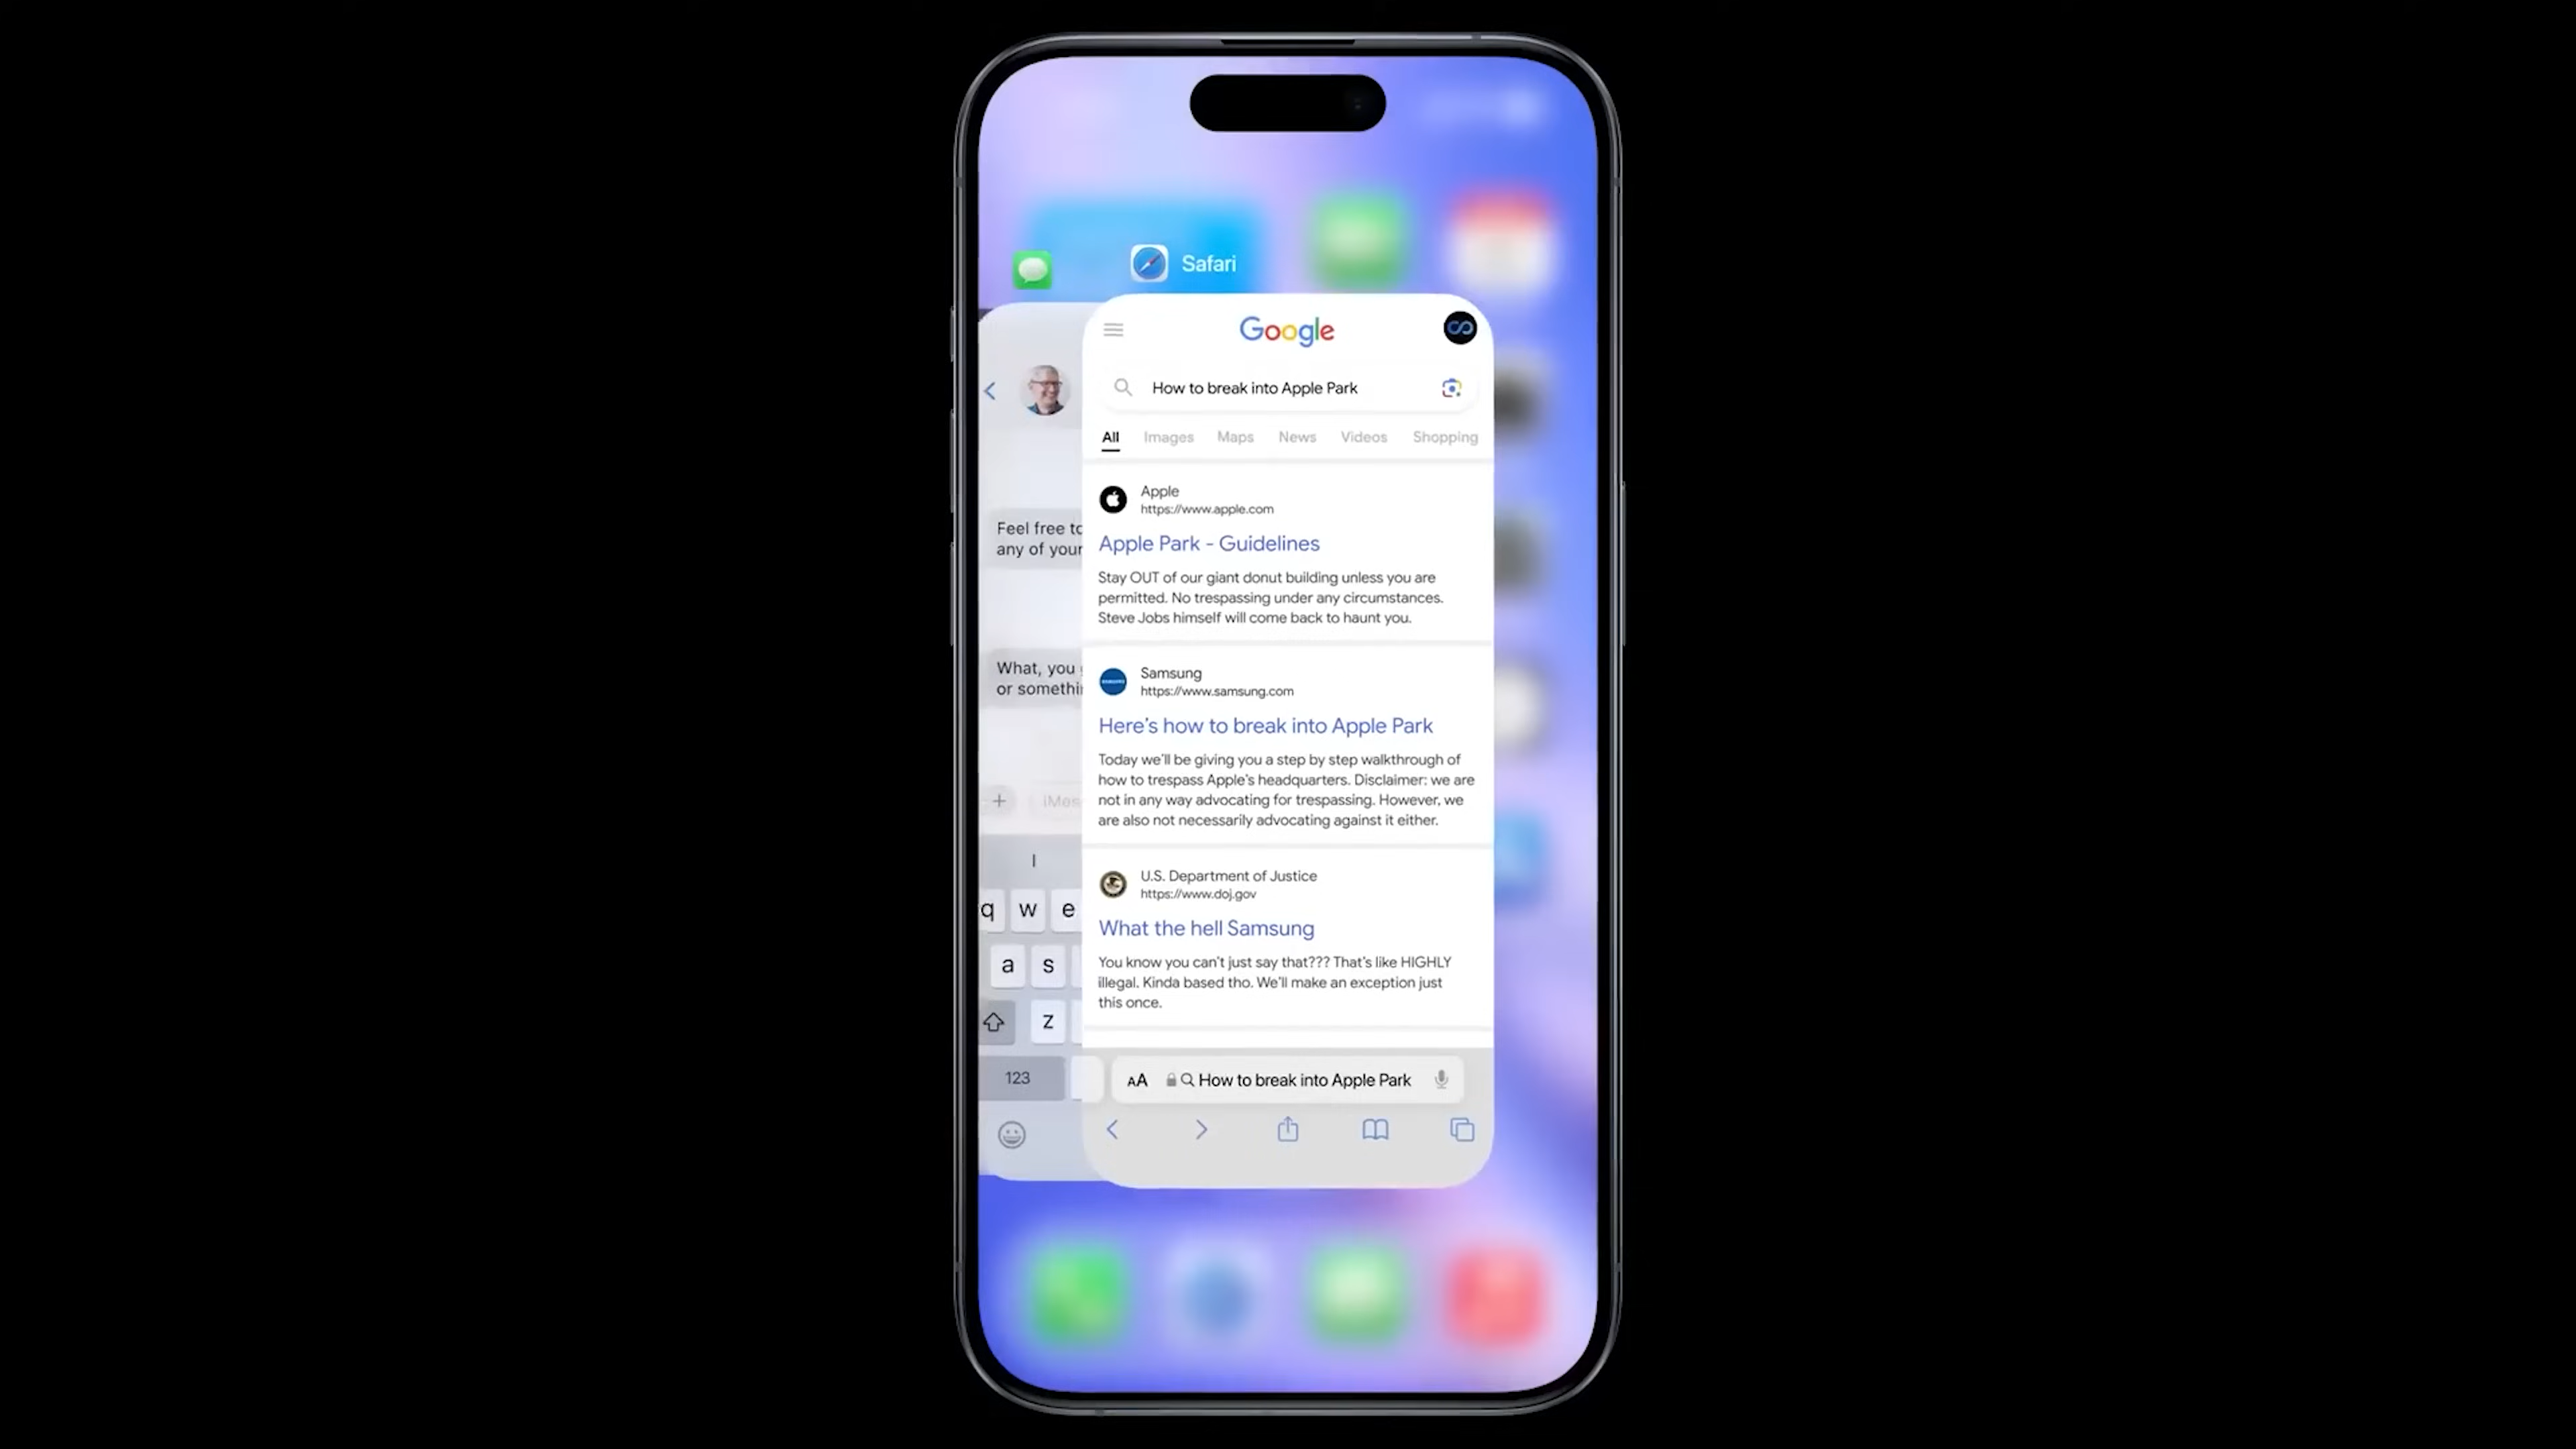 Safari
Google
How to break into Apple Park
All Images Maps News Videos Shopping
Apple
https://www.apple.com
Apple Park - Guidelines
Stay OUT of our giant donut building unless you are
permitted. No trespassing under any circumstances.
Steve Jobs himself will come back to haunt you.
Samsung
https://www.samsung.com
Here's how to break into Apple Park
Today we'll be giving you a step by step walkthrough of
how to trespass Apple's headquarters. Disclaimer: we are
not in any way advocating for trespassing. However, we
are also not necessarily advocating against it either.
U.S. Department of Justice
https://www.doj.gov
What the hell Samsung
You know you can't just say that??? That's like HIGHLY
illegal. Kinda based tho. We'll make an exception just
this once.
AA How to break into Apple Park
Feel free to
any of your
What, you
or somethi
iMes
I
q w e
a s
z
123